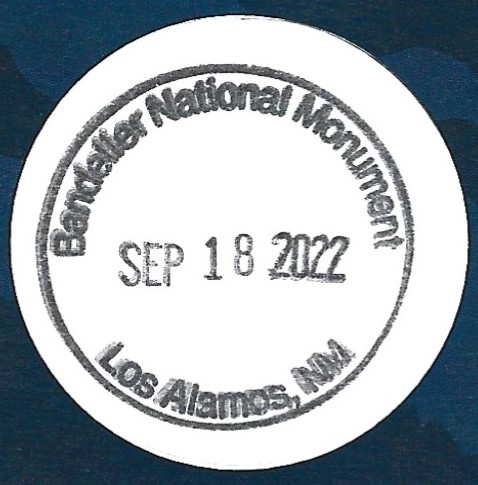 Bandelier National Monument
SEP 18 2022
Los Alamos, NM